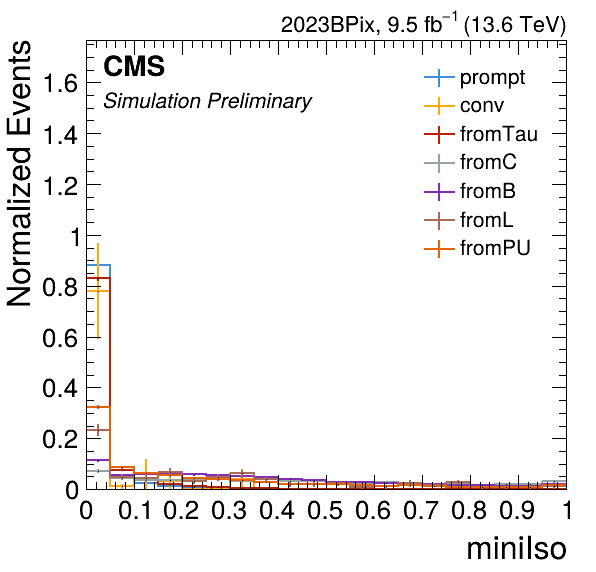 2023BPix, 9.5 fb−1 (13.6 TeV)
CMS
Simulation Preliminary
prompt
conv
fromTau
fromC
fromB
fromL
fromPU
Normalized Events
1.6
1.4
1.2
1
0.8
0.6
0.4
0.2
0
0 0.1 0.2 0.3 0.4 0.5 0.6 0.7 0.8 0.9 1
miniIso